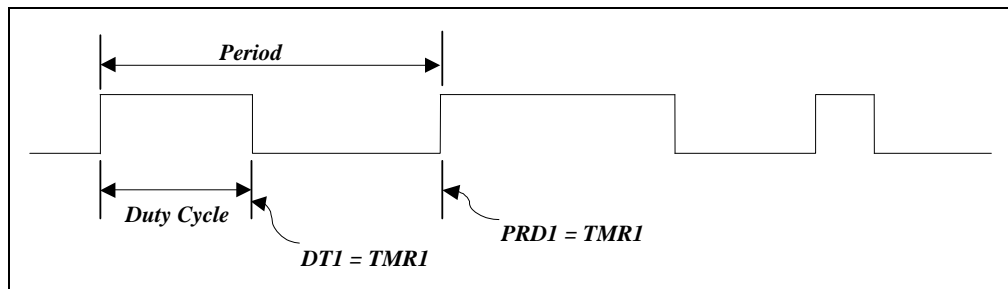 Period
Duty Cycle
PRD1 = TMR1
DT1 = TMR1